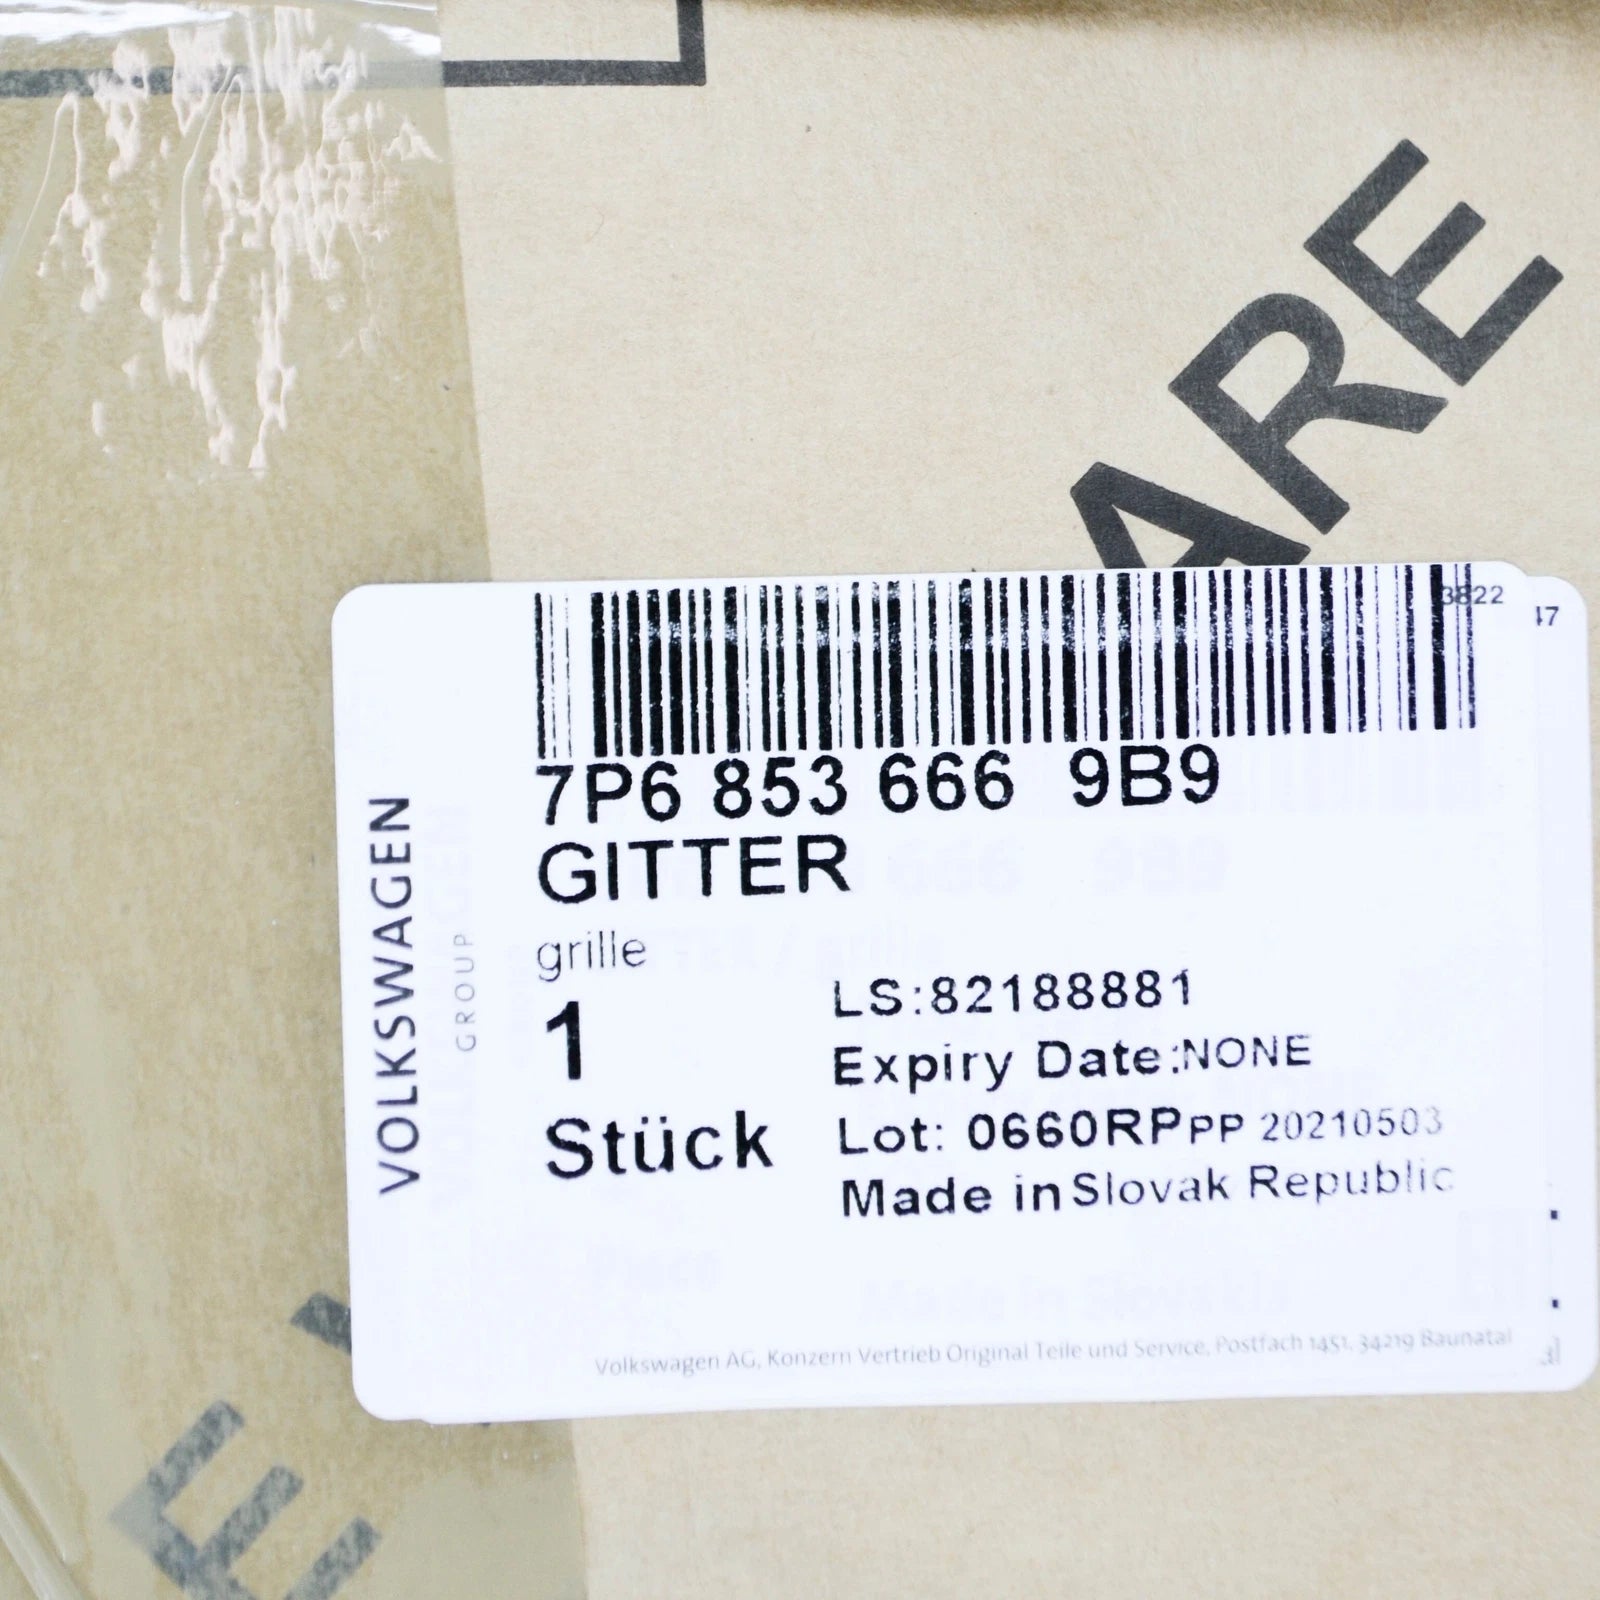 ARE
3822
47
7P6 853 666 9B9
GITTER
grille
1
Stück
LS:82188881
Expiry Date:NONE
Lot: 0660RPPP 20210503
Made in Slovak Republic
VOLKSWAGEN
GROUP
Volkswagen AG, Konzern Vertrieb Original Teile und Service, Postfach 1451, 34219 Baunatal
E